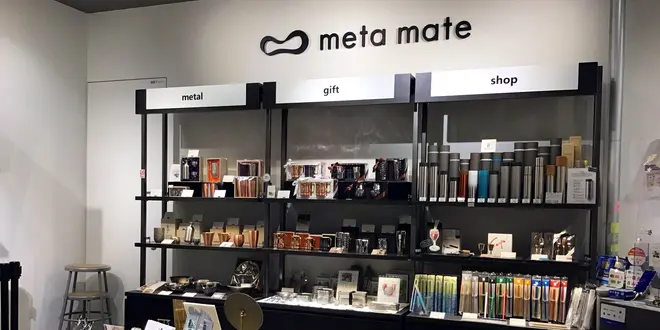 meta mate
metal
gift
shop